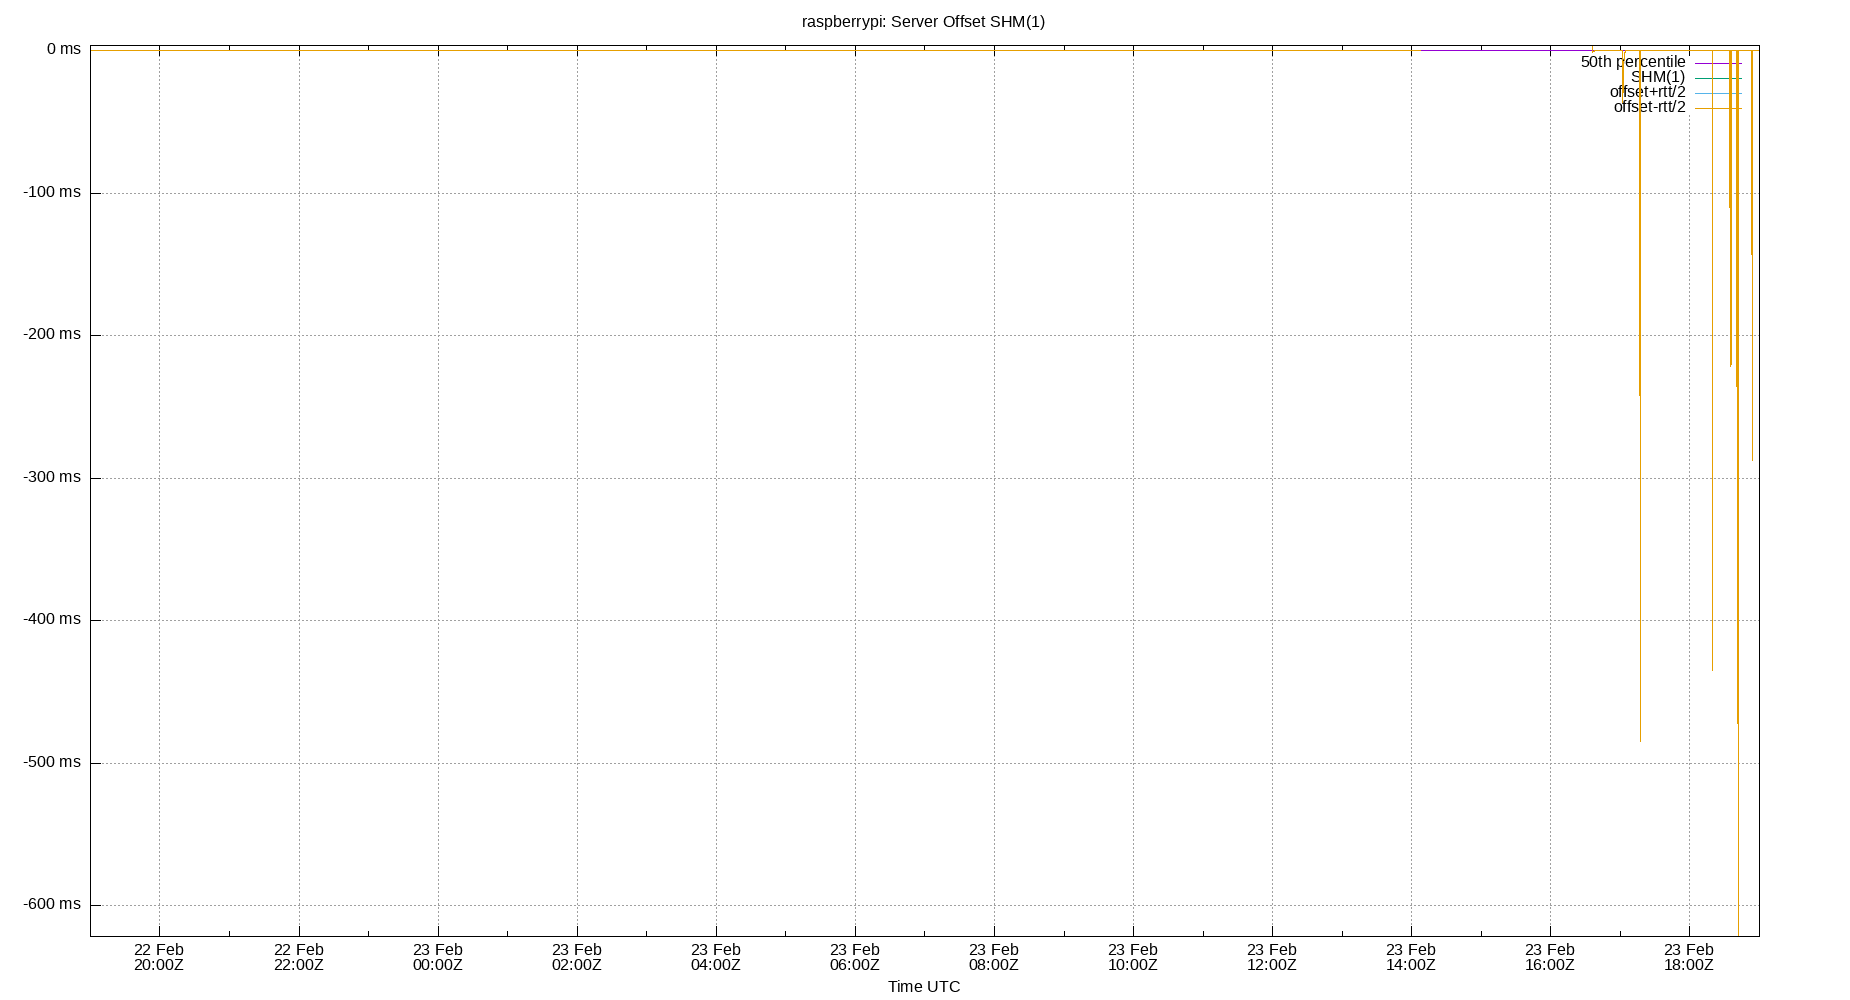 raspberrypi: Server Offset SHM(1)
0 ms
50th percentile
SHM(1)
offset+rtt/2
offset-rtt/2
-100 ms
-200 ms
-300 ms
-400 ms
-500 ms
-600 ms
22 Feb 22 Feb 23 Feb 23 Feb 23 Feb 23 Feb 23 Feb 23 Feb 23 Feb 23 Feb 23 Feb 23 Feb
20:00Z 22:00Z 00:00Z 02:00Z 04:00Z 06:00Z 08:00Z 10:00Z 12:00Z 14:00Z 16:00Z 18:00Z
Time UTC